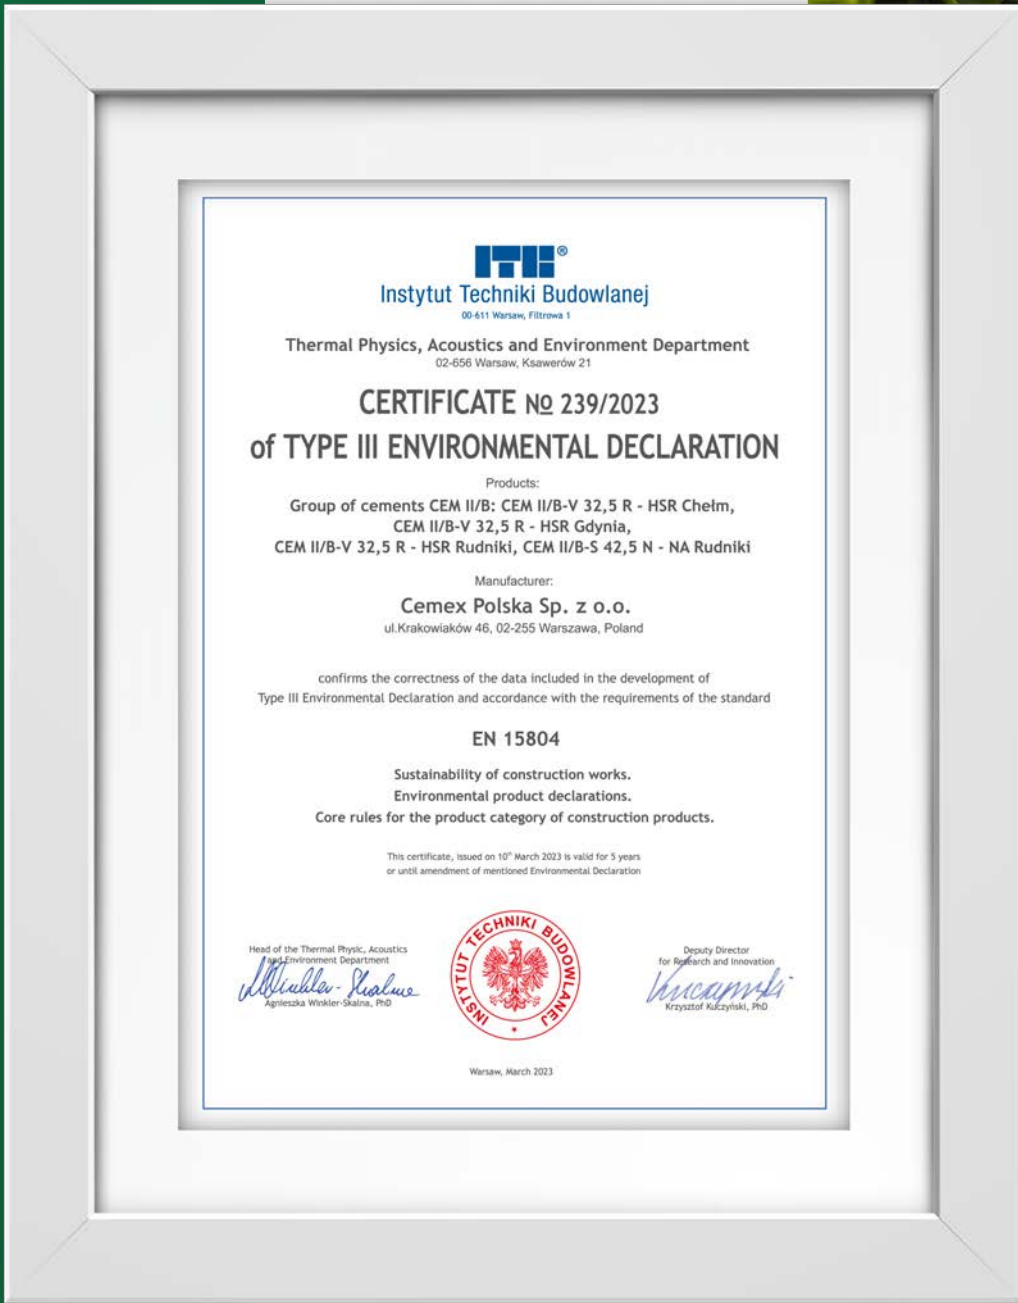 ITB®
Instytut Techniki Budowlanej
00-611 Warsaw, Filtrowa 1
Thermal Physics, Acoustics and Environment Department
02-656 Warsaw, Ksawerów 21
CERTIFICATE № 239/2023
of TYPE III ENVIRONMENTAL DECLARATION
Products:
Group of cements CEM II/B: CEM II/B-V 32,5 R - HSR Chełm,
CEM II/B-V 32,5 R - HSR Gdynia,
CEM II/B-V 32,5 R - HSR Rudniki, CEM II/B-S 42,5 N - NA Rudniki
Manufacturer:
Cemex Polska Sp. z o.o.
ul.Krakowiaków 46, 02-255 Warszawa, Poland
confirms the correctness of the data included in the development of
Type III Environmental Declaration and accordance with the requirements of the standard
EN 15804
Sustainability of construction works.
Environmental product declarations.
Core rules for the product category of construction products.
This certificate, issued on 10th March 2023 is valid for 5 years
or until amendment of mentioned Environmental Declaration
Head of the Thermal Physic, Acoustics
and Environment Department
Agnieszka Winkler-Skalna, PhD
INSTYTUT TECHNIKI BUDOWLANEJ
Deputy Director
for Research and Innovation
Krzysztof Kuczyński, PhD
Warsaw, March 2023